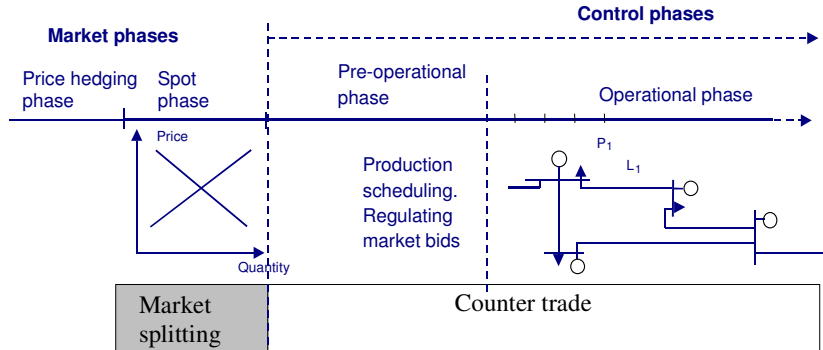 Control phases
Market phases
Price hedging
phase
Spot
phase
Pre-operational
phase
Operational phase
Price
P1
L1
Production
scheduling.
Regulating
market bids
Quantity
Market
splitting
Counter trade